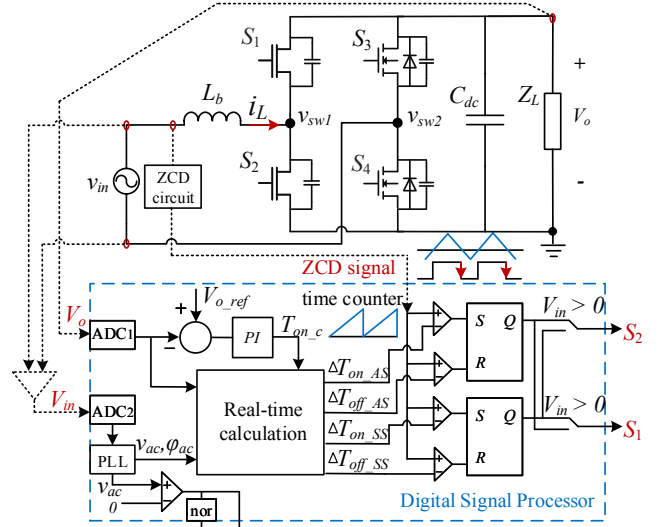 S1
S3
Lb
iL
vsw1
vsw2
Cdc
ZL
+
Vo
-
vin
ZCD
circuit
S2
S4
ZCD signal
Vo_ref
time counter
Vo
ADC1
+
−
PI
Ton_c
Vin
ADC2
Real-time
calculation
ΔTon_AS
ΔToff_AS
ΔTon_SS
ΔToff_SS
PLL
vac,φac
vac
0
+
−
nor
+
−
+
−
+
−
+
−
S
Q
R
S
Q
R
Vin > 0
S2
Vin > 0
S1
Digital Signal Processor